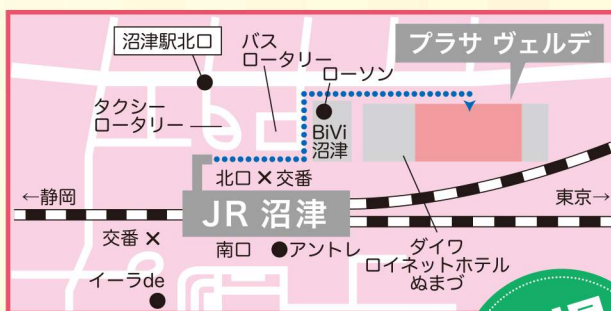 沼津駅北口
バス
ロータリー
プラサ ヴェルデ
ローソン
タクシー
ロータリー
BiVi
沼津
北口
交番
←静岡
JR 沼津
東京→
交番
南口
アントレ
ダイワ
ロイネットホテル
ぬまづ
イーラde